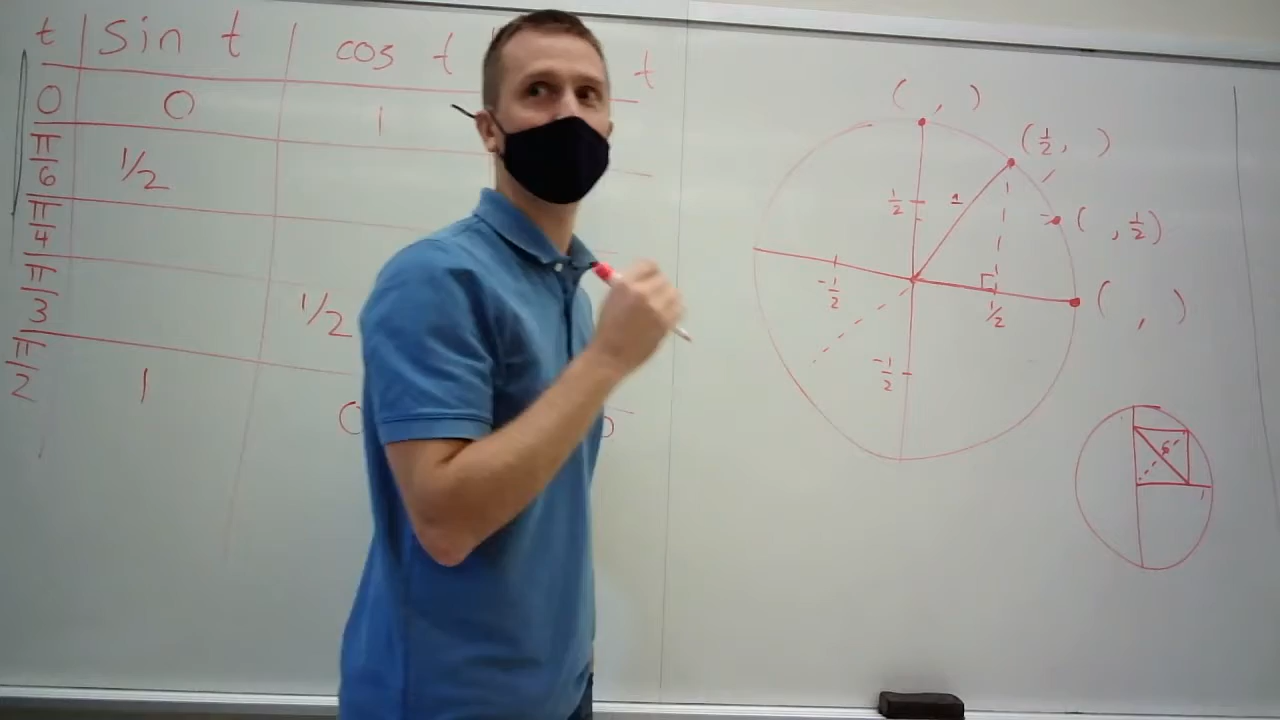 t sin t cos t t
0 0 1
π/6 1/2
π/4
π/3 1/2
π/2 1 0
( , )
(1/2, )
( , 1/2)
( , )
1/2
-1/2
1/2
-1/2